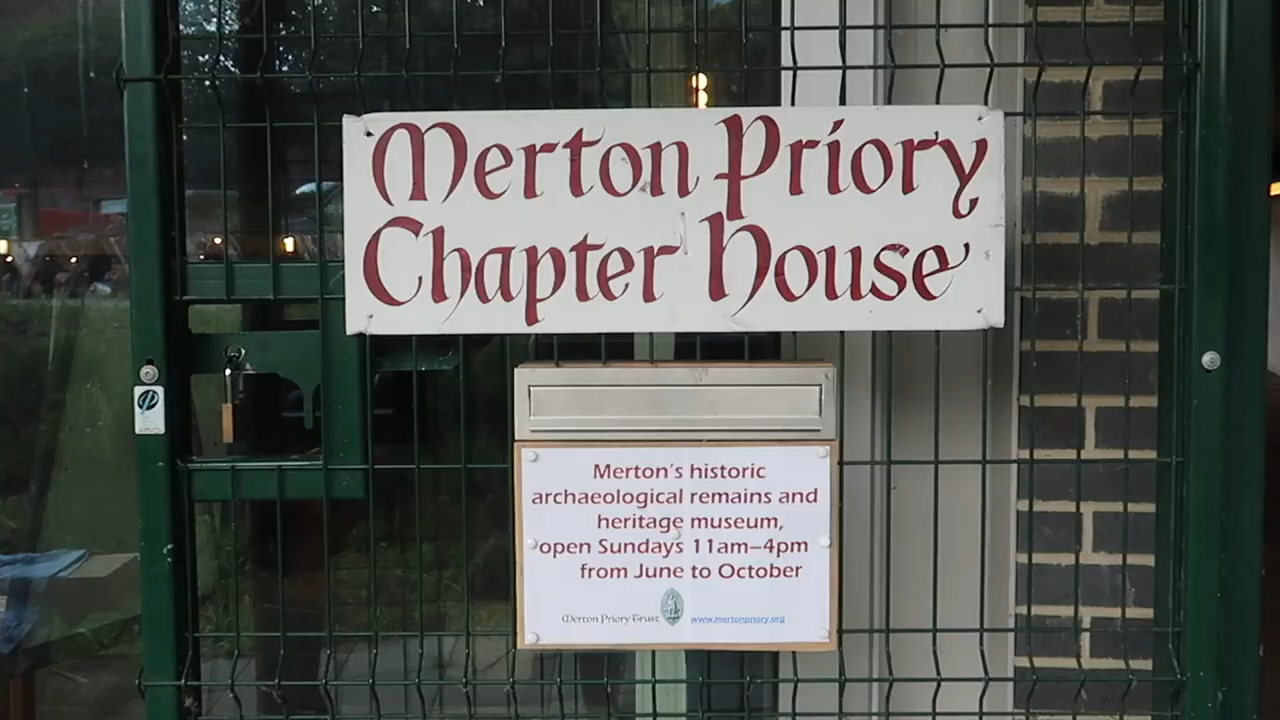 Merton Priory
Chapter House
Merton's historic
archaeological remains and
heritage museum,
open Sundays 11am–4pm
from June to October
Merton Priory Trust www.mertonpriory.org